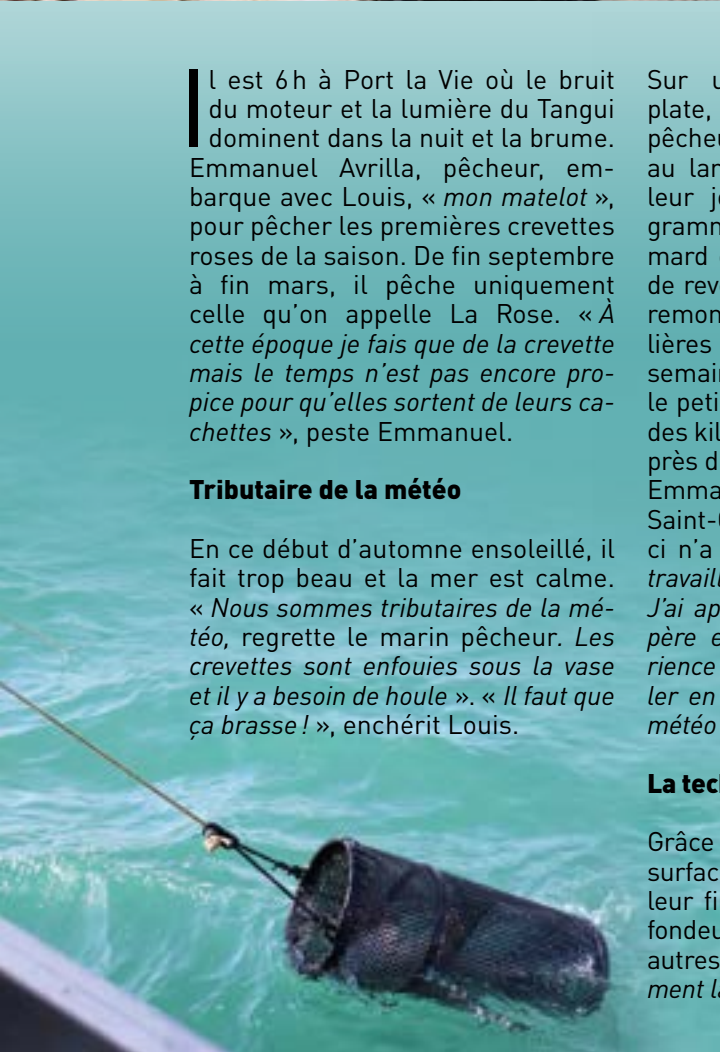 Il est 6 h à Port la Vie où le bruit
du moteur et la lumière du Tangui
dominent dans la nuit et la brume.
Emmanuel Avrilla, pêcheur, em-
barque avec Louis, « mon matelot »,
pour pêcher les premières crevettes
roses de la saison. De fin septembre
à fin mars, il pêche uniquement
celle qu’on appelle La Rose. « À
cette époque je fais que de la crevette
mais le temps n’est pas encore pro-
pice pour qu’elles sortent de leurs ca-
chettes », peste Emmanuel.
Tributaire de la météo
En ce début d’automne ensoleillé, il
fait trop beau et la mer est calme.
« Nous sommes tributaires de la mé-
téo, regrette le marin pêcheur. Les
crevettes sont enfouies sous la vase
et il y a besoin de houle ». « Il faut que
ça brasse ! », enchérit Louis.
Sur u
plate,
pêcheu
au lar
leur jo
gramm
mard 
de rev
remon
lières
semain
le peti
des kil
près d
Emma
Saint-
ci n’a
travaill
J’ai ap
père e
rience
ler en
météo
La tec
Grâce
surfac
leur fi
fondeu
autres
ment la